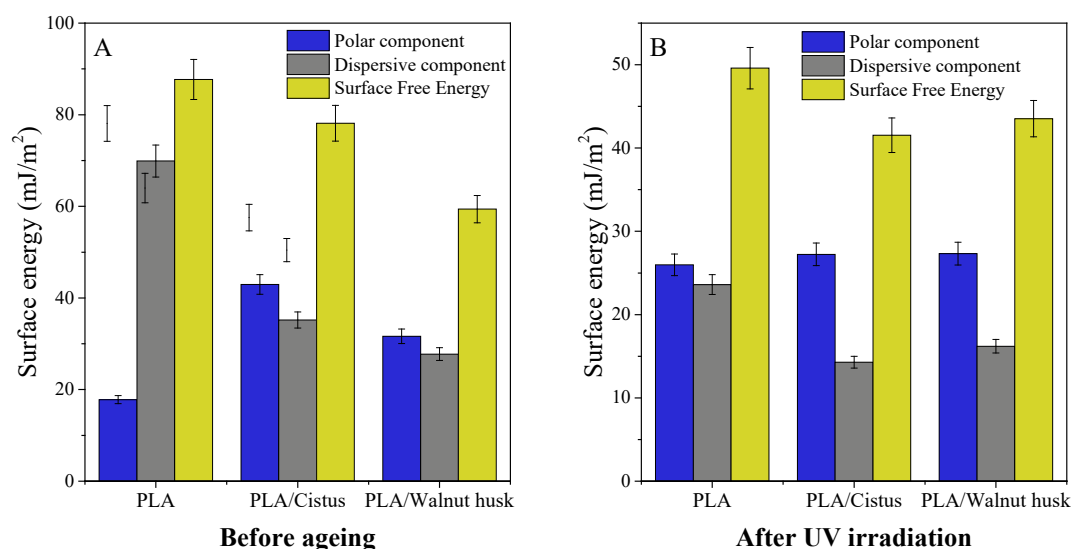 A
Polar component
Dispersive component
Surface Free Energy
Surface energy (mJ/m²)
100
80
60
40
20
0
PLA
PLA/Cistus
PLA/Walnut husk
Before ageing
B
Polar component
Dispersive component
Surface Free Energy
Surface energy (mJ/m²)
50
40
30
20
10
0
PLA
PLA/Cistus
PLA/Walnut husk
After UV irradiation